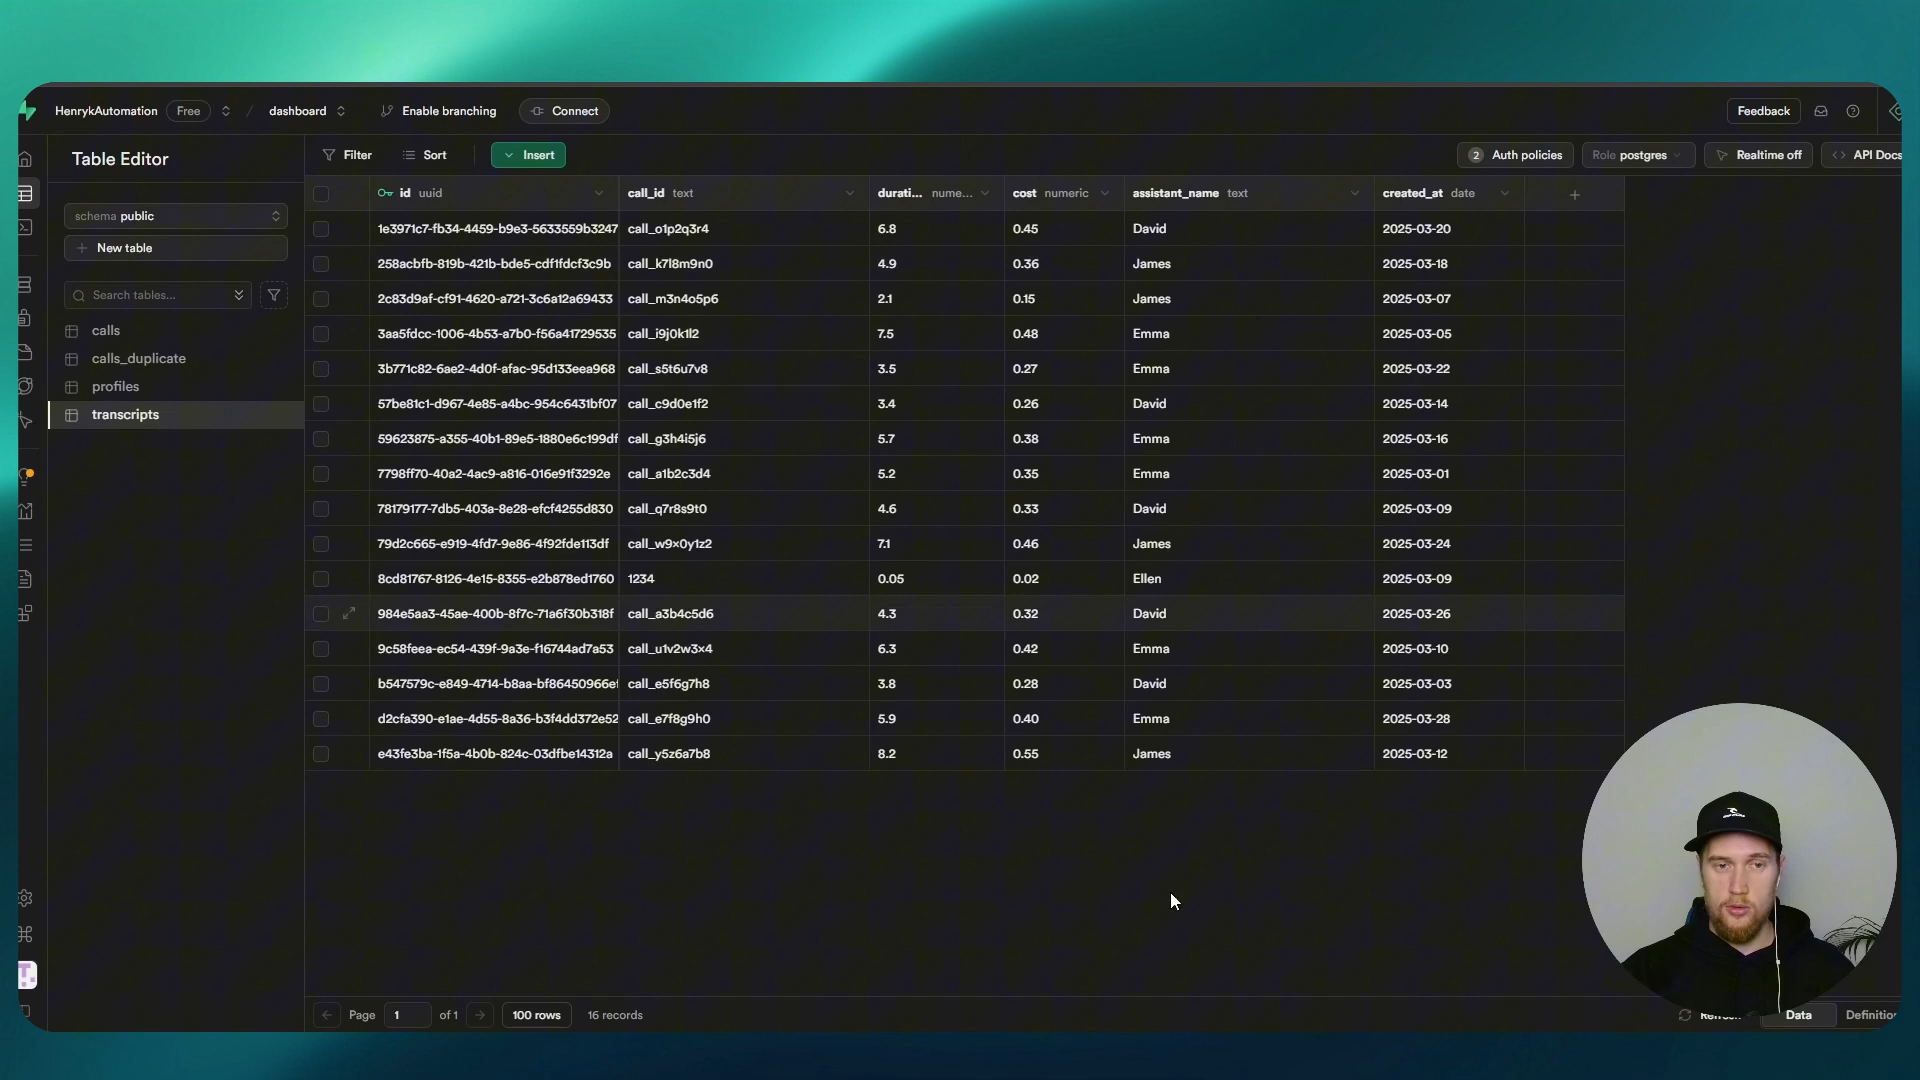 HenrykAutomation Free / dashboard Enable branching Connect Feedback
Table Editor
Filter Sort Insert 2 Auth policies Role postgres Realtime off API Docs
schema public
New table
Search tables...
calls
calls_duplicate
profiles
transcripts
id uuid call_id text durati... nume... cost numeric assistant_name text created_at date
1e3971c7-fb34-4459-b9e3-5633559b3247 call_o1p2q3r4 6.8 0.45 David 2025-03-20
258acbfb-819b-421b-bde5-cdf1fdcf3c9b call_k7l8m9n0 4.9 0.36 James 2025-03-18
2c83d9af-cf91-4620-a721-3c6a12a69433 call_m3n4o5p6 2.1 0.15 James 2025-03-07
3aa5fdcc-1006-4b53-a7b0-f56a41729535 call_i9j0k1l2 7.5 0.48 Emma 2025-03-05
3b771c82-6ae2-4d0f-afac-95d133eea968 call_s5t6u7v8 3.5 0.27 Emma 2025-03-22
57be81c1-d967-4e85-a4bc-954c6431bf07 call_c9d0e1f2 3.4 0.26 David 2025-03-14
59623875-a355-40b1-89e5-1880e6c199df call_g3h4i5j6 5.7 0.38 Emma 2025-03-16
7798ff70-40a2-4ac9-a816-016e91f3292e call_a1b2c3d4 5.2 0.35 Emma 2025-03-01
78179177-7db5-403a-8e28-efcf4255d830 call_q7r8s9t0 4.6 0.33 David 2025-03-09
79d2c665-e919-4fd7-9e86-4f92fde113df call_w9x0y1z2 7.1 0.46 James 2025-03-24
8cd81767-8126-4e15-8355-e2b878ed1760 1234 0.05 0.02 Ellen 2025-03-09
984e5aa3-45ae-400b-8f7c-71a6f30b318f call_a3b4c5d6 4.3 0.32 David 2025-03-26
9c58feea-ec54-439f-9a3e-f16744ad7a53 call_u1v2w3x4 6.3 0.42 Emma 2025-03-10
b547579c-e849-4714-b8aa-bf86450966ef call_e5f6g7h8 3.8 0.28 David 2025-03-03
d2cfa390-e1ae-4d55-8a36-b3f4dd372e52 call_e7f8g9h0 5.9 0.40 Emma 2025-03-28
e43fe3ba-1f5a-4b0b-824c-03dfbe14312a call_y5z6a7b8 8.2 0.55 James 2025-03-12
Page 1 of 1 100 rows 16 records Data Definition